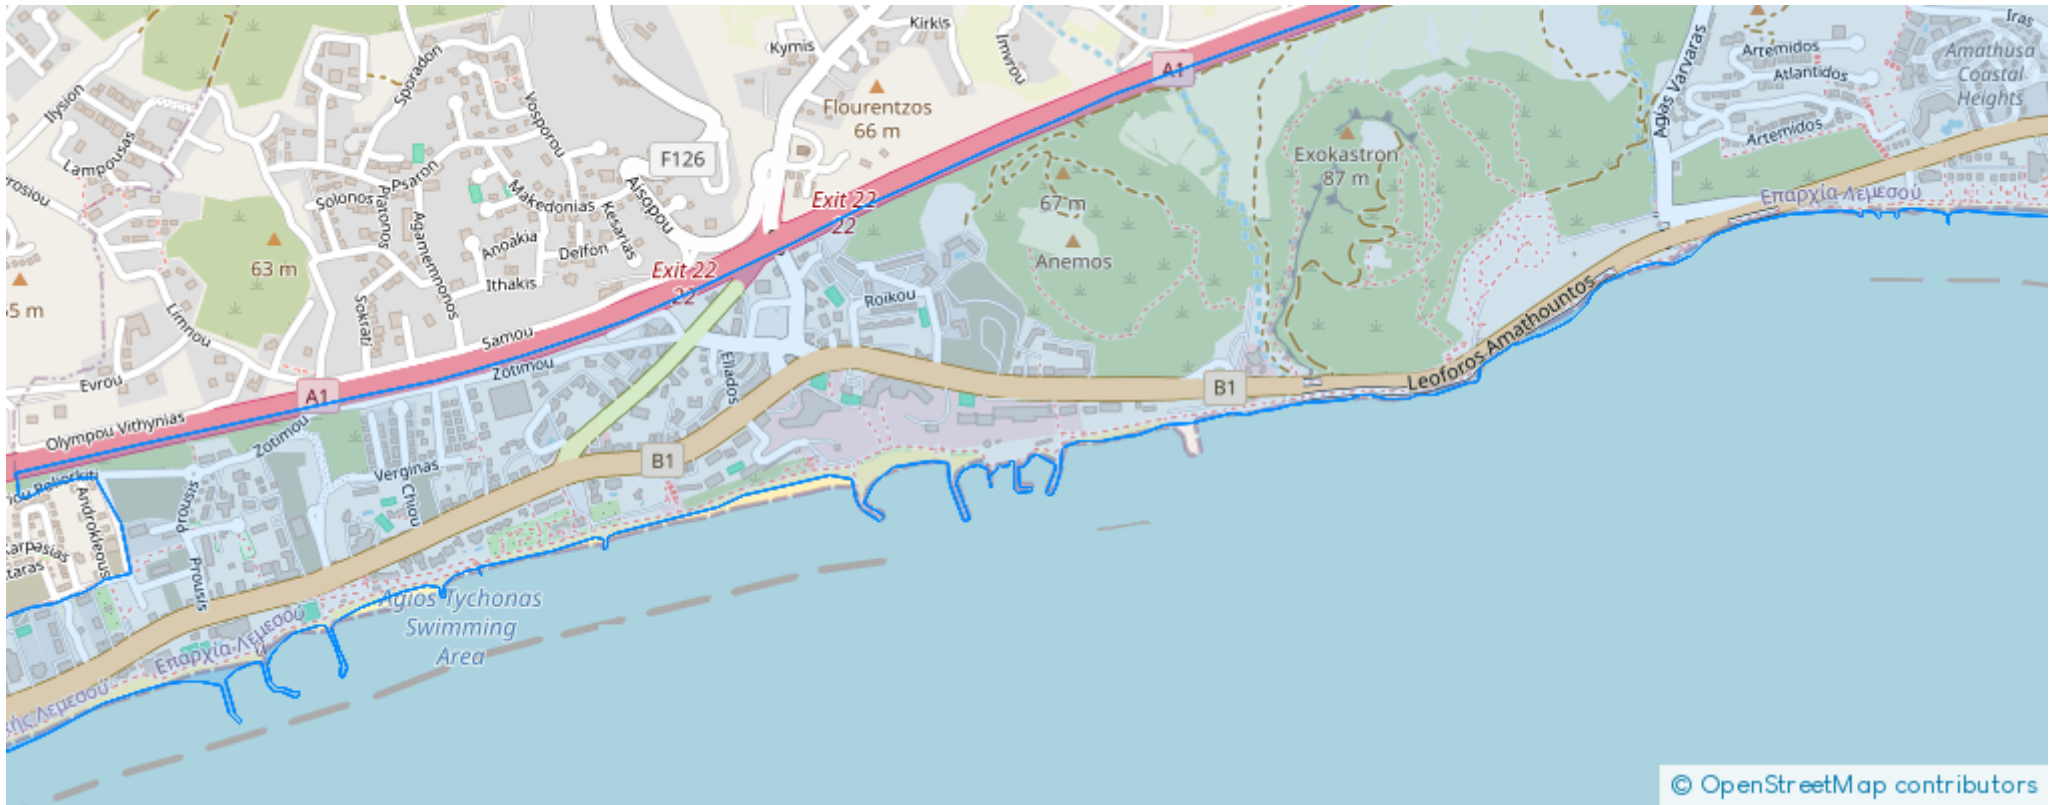 Kirkis
Kymis
Imvrou
A1
Iras
Artemidos
Atlantidos
Amathusa
Coastal
Heights
Agias Varvaras
Artemidos
Sporadon
Ilysion
Vosporou
Flourentzos
66 m
F126
Lampousas
Exokastron
87 m
Psaron
Solonos
Platonos
Makedonias
Aisopou
Exit 22
22
67 m
Επαρχία Λεμεσού
Agamemnonos
Kesarias
Anoakia
Delfon
63 m
Anemos
Exit 22
22
Ithakis
Roikou
5 m
Limnou
Sokrati
Samou
Zotimou
Eliados
Evrou
A1
B1
Leoforos Amathountos
Olympou Vithynias
Zotimou
Verginas
Chiou
B1
Androkleous
Prousis
Karpasias
Prousis
Agios Tychonas
Swimming
Area
Επαρχία Λεμεσού
Λεμεσού
© OpenStreetMap contributors